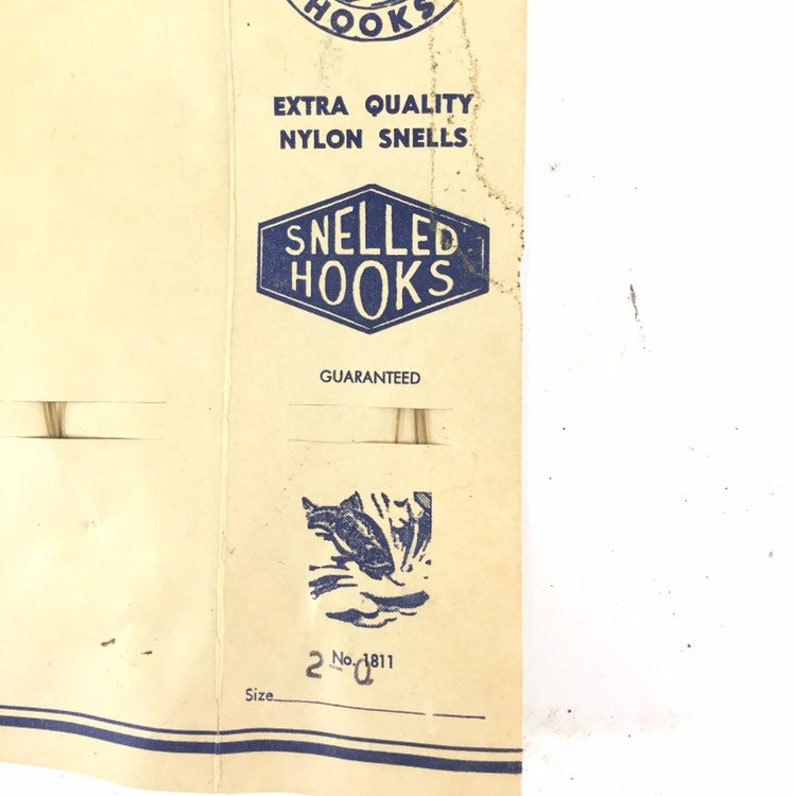 HOOKS
EXTRA QUALITY
NYLON SNELLS
SNELLED
HOOKS
GUARANTEED
No. 1811
2-0
Size